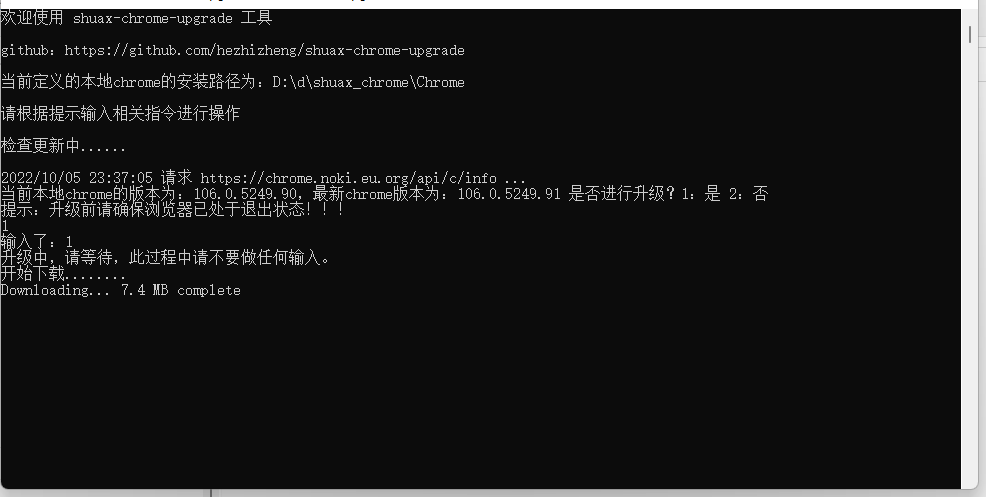 欢迎使用 shuax-chrome-upgrade 工具
github：https://github.com/hezhizheng/shuax-chrome-upgrade
当前定义的本地chrome的安装路径为：D:\d\shuax_chrome\Chrome
请根据提示输入相关指令进行操作
检查更新中......
2022/10/05 23:37:05 请求 https://chrome.noki.eu.org/api/c/info ...
当前本地chrome的版本为：106.0.5249.90，最新chrome版本为：106.0.5249.91 是否进行升级？1：是 2：否
提示：升级前请确保浏览器已处于退出状态！！！
1
输入了：1
升级中，请等待，此过程中请不要做任何输入。
开始下载........
Downloading... 7.4 MB complete